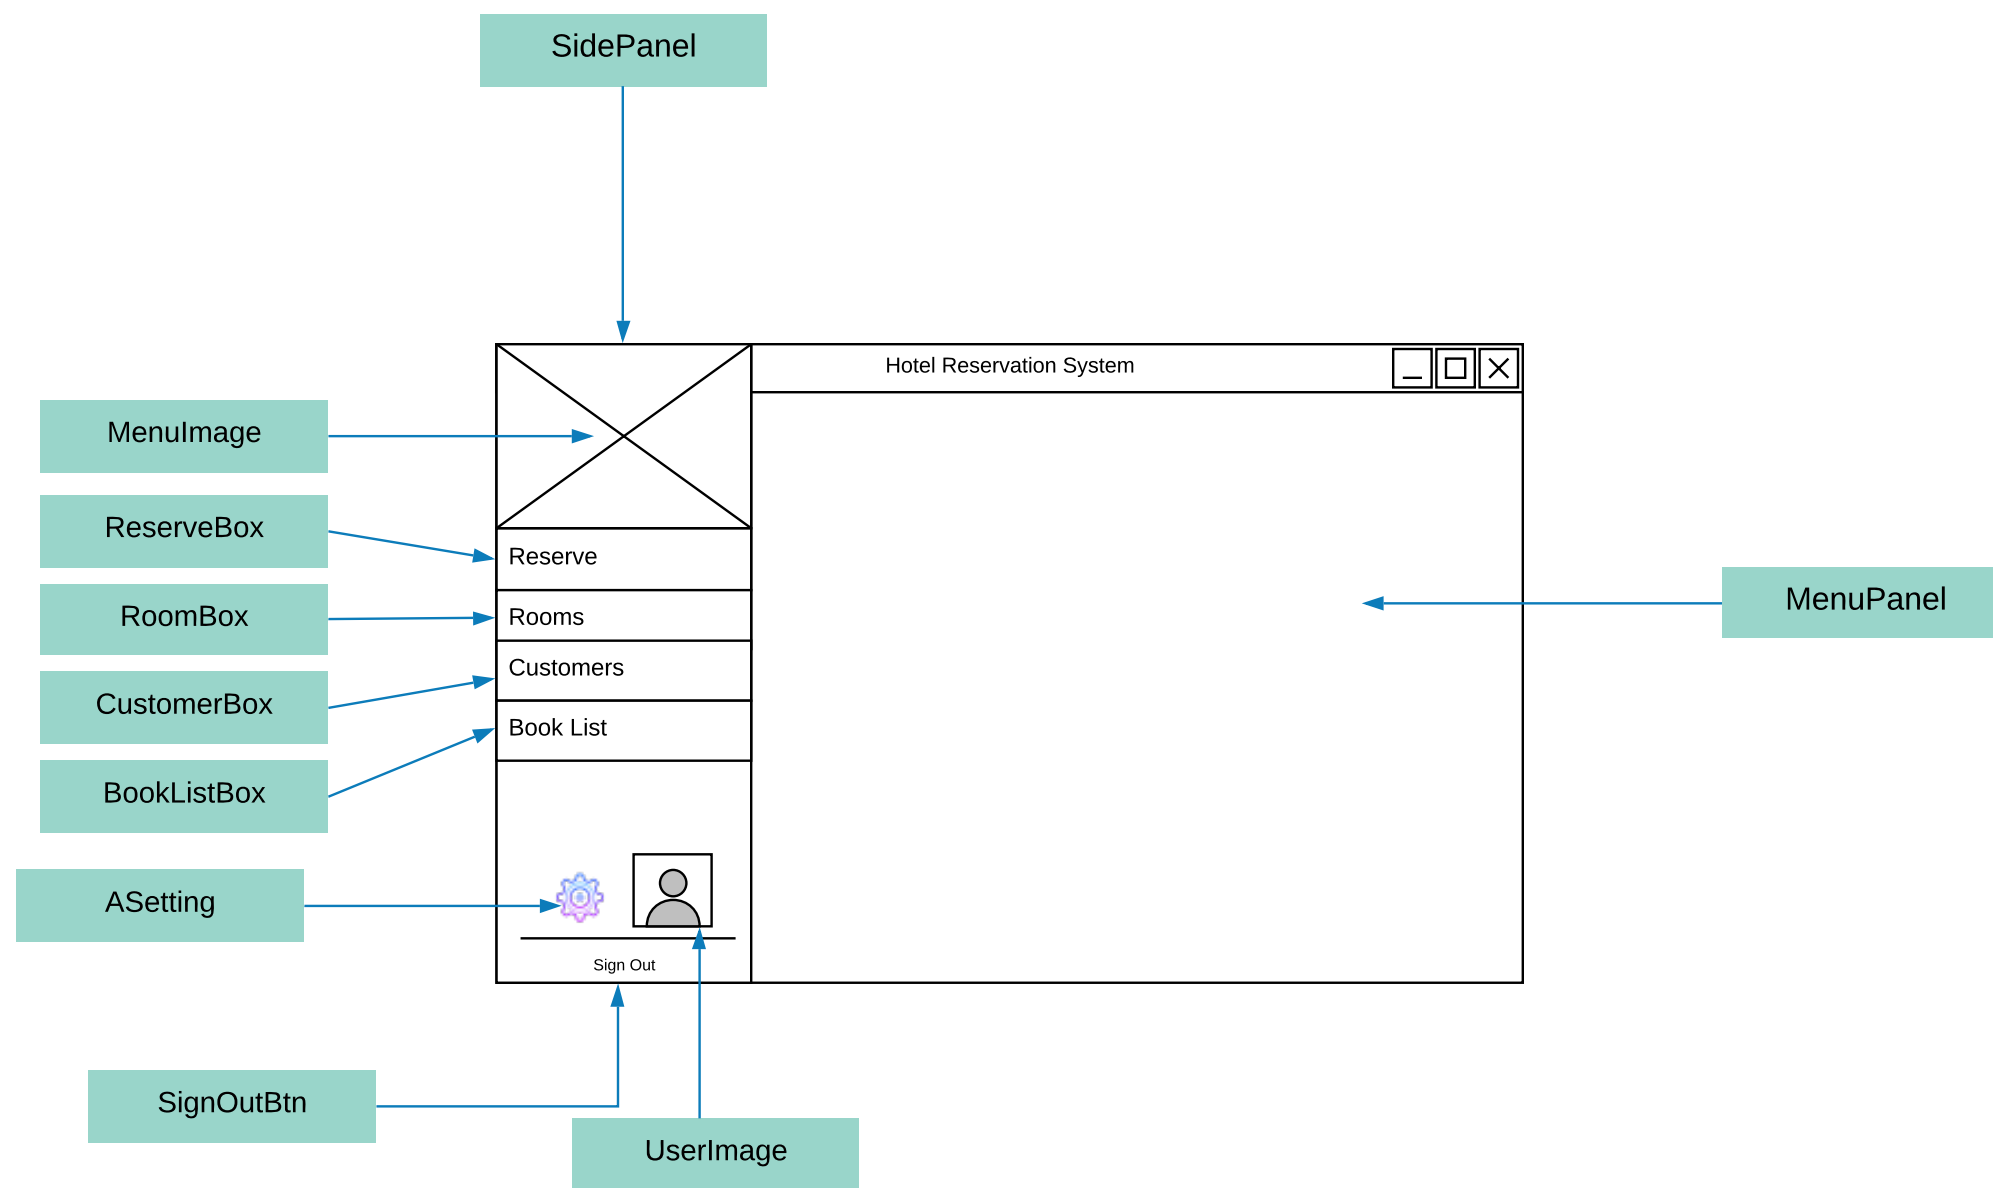 SidePanel
Hotel Reservation System
MenuImage
ReserveBox
Reserve
RoomBox
Rooms
MenuPanel
CustomerBox
Customers
BookListBox
Book List
ASetting
Sign Out
SignOutBtn
UserImage